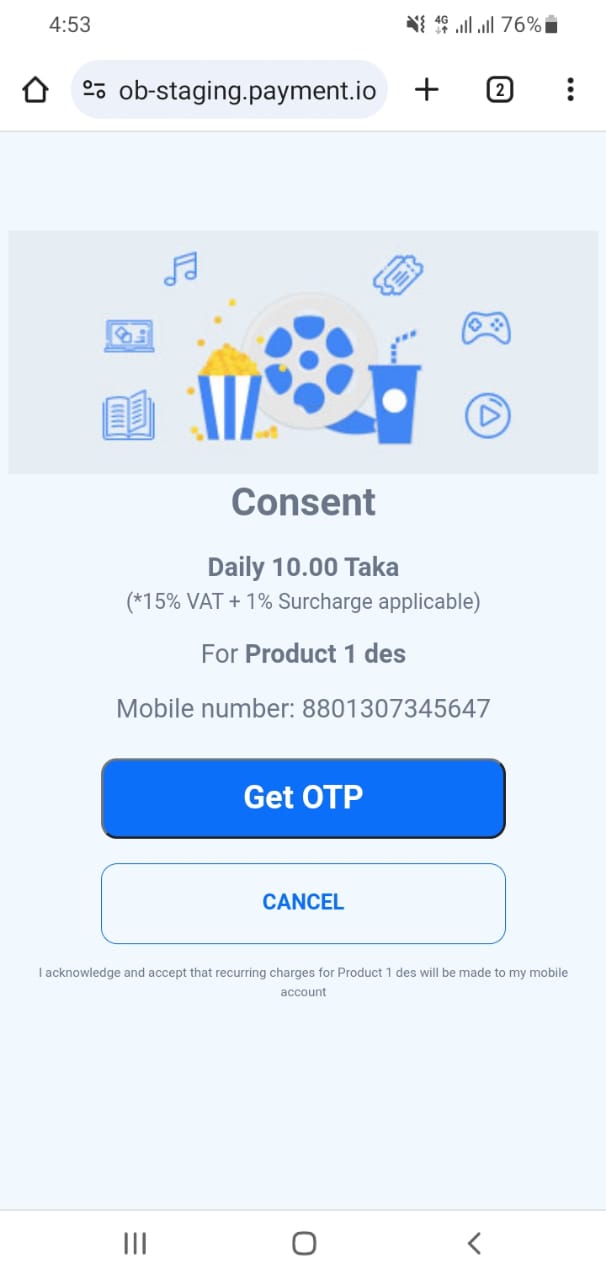 4:53
4G
76%
ob-staging.payment.io
2
Consent
Daily 10.00 Taka
(*15% VAT + 1% Surcharge applicable)
For Product 1 des
Mobile number: 8801307345647
Get OTP
CANCEL
I acknowledge and accept that recurring charges for Product 1 des will be made to my mobile
account